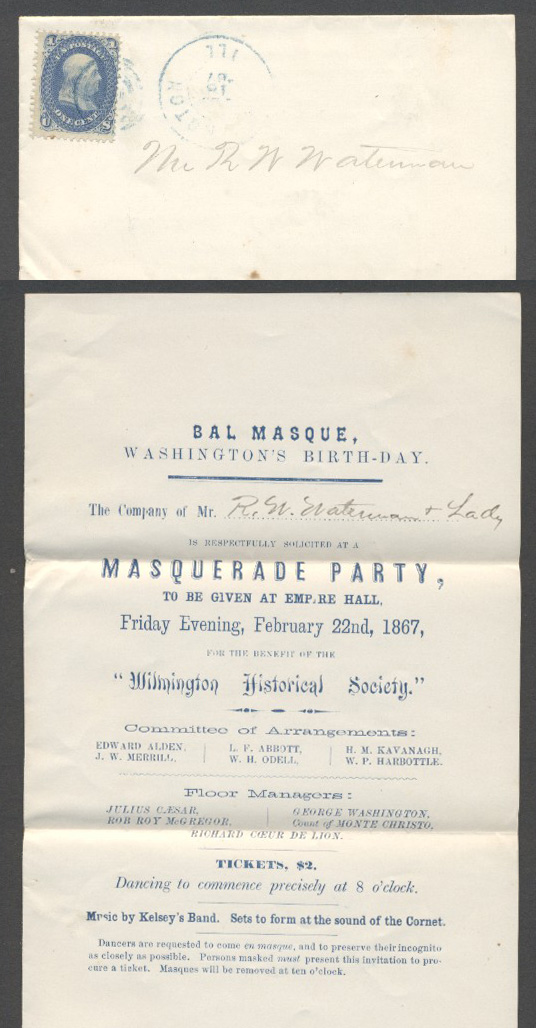 U.S. POSTAGE
ONE CENT
ILL
Mr R W Waterman
BAL MASQUE,
WASHINGTON'S BIRTH-DAY.
The Company of Mr. R. W. Waterman & Lady
IS RESPECTFULLY SOLICITED AT A
MASQUERADE PARTY,
TO BE GIVEN AT EMPIRE HALL,
Friday Evening, February 22nd, 1867,
FOR THE BENEFIT OF THE
"Wilmington Historical Society."
Committee of Arrangements:
EDWARD ALDEN, L. F. ABBOTT, H. M. KAVANAGH,
J. W. MERRILL, W. H. ODELL, W. P. HARBOTTLE.
Floor Managers:
JULIUS CÆSAR, GEORGE WASHINGTON,
ROB ROY McGREGOR, Count of MONTE CHRISTO,
RICHARD CŒUR DE LION.
TICKETS, $2.
Dancing to commence precisely at 8 o'clock.
Music by Kelsey's Band. Sets to form at the sound of the Cornet.
Dancers are requested to come en masque, and to preserve their incognito
as closely as possible. Persons masked must present this invitation to pro-
cure a ticket. Masques will be removed at ten o'clock.